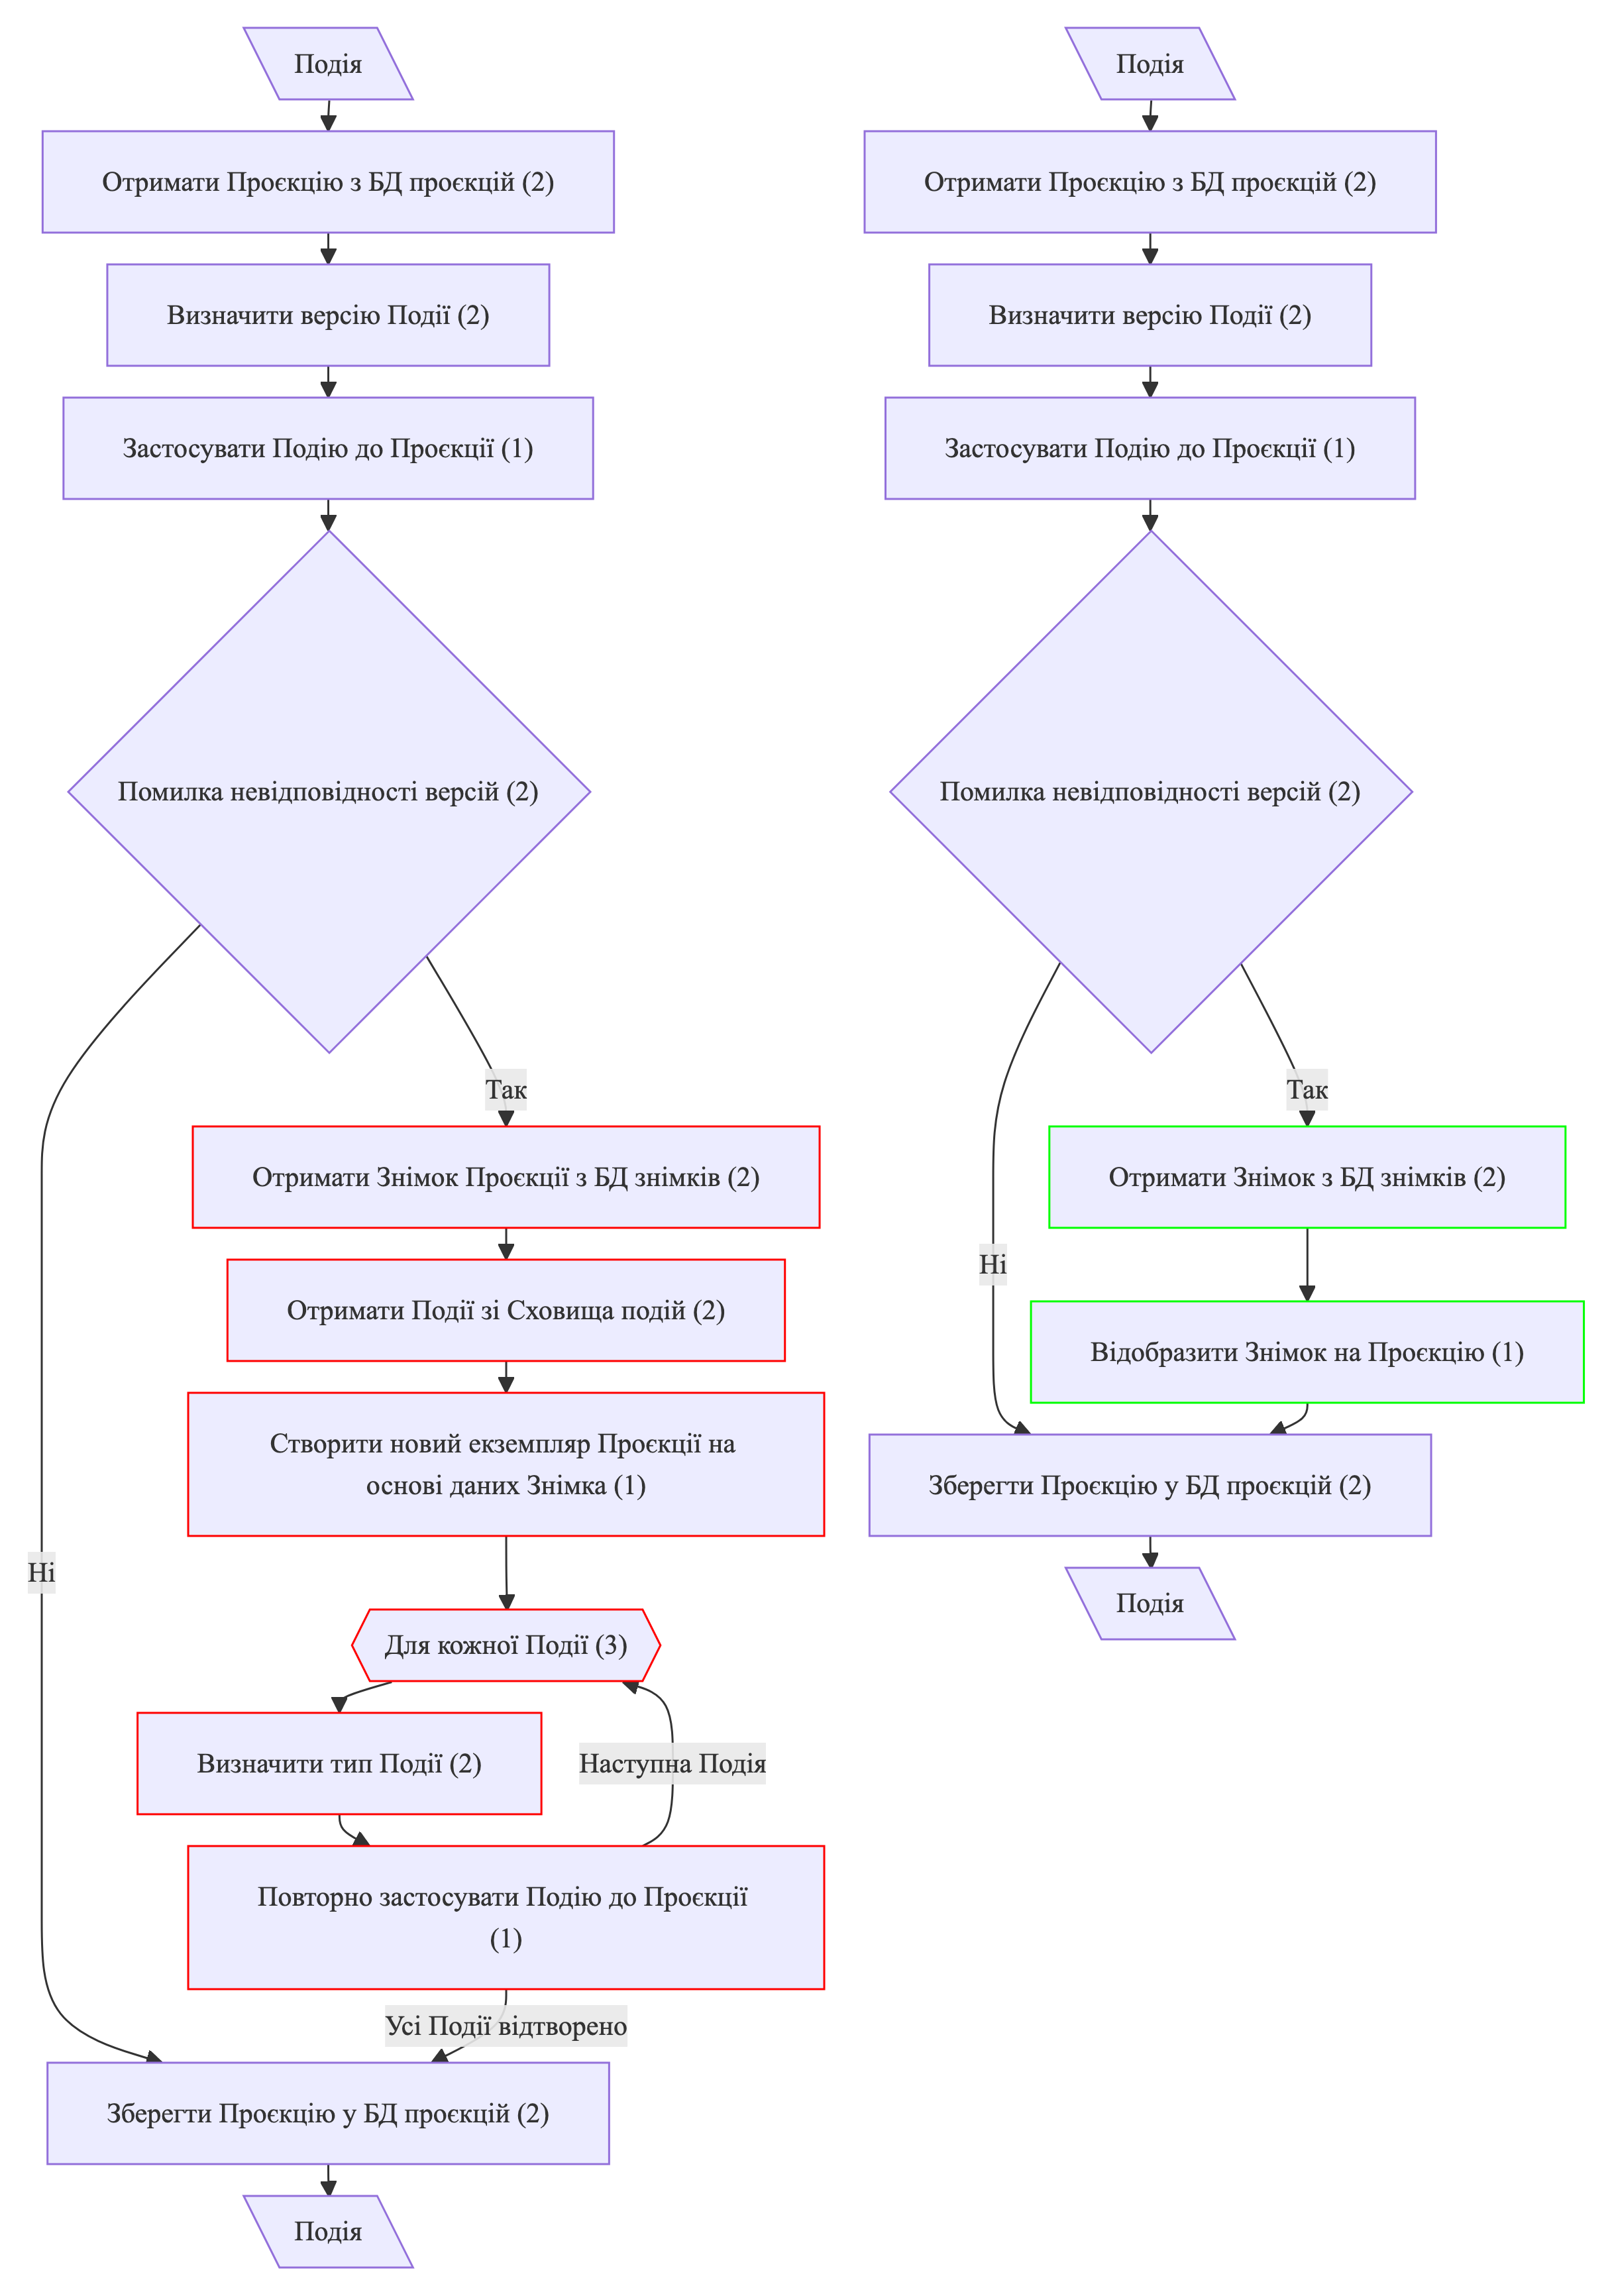 Подія
Отримати Проєкцію з БД проєкцій (2)
Визначити версію Події (2)
Застосувати Подію до Проєкції (1)
Помилка невідповідності версій (2)
Так
Отримати Знімок Проєкції з БД знімків (2)
Отримати Події зі Сховища подій (2)
Створити новий екземпляр Проєкції на
основі даних Знімка (1)
Ні
Для кожної Події (3)
Визначити тип Події (2)
Наступна Подія
Повторно застосувати Подію до Проєкції
(1)
Усі Події відтворено
Зберегти Проєкцію у БД проєкцій (2)
Подія
Подія
Отримати Проєкцію з БД проєкцій (2)
Визначити версію Події (2)
Застосувати Подію до Проєкції (1)
Помилка невідповідності версій (2)
Так
Отримати Знімок з БД знімків (2)
Ні
Відобразити Знімок на Проєкцію (1)
Зберегти Проєкцію у БД проєкцій (2)
Подія